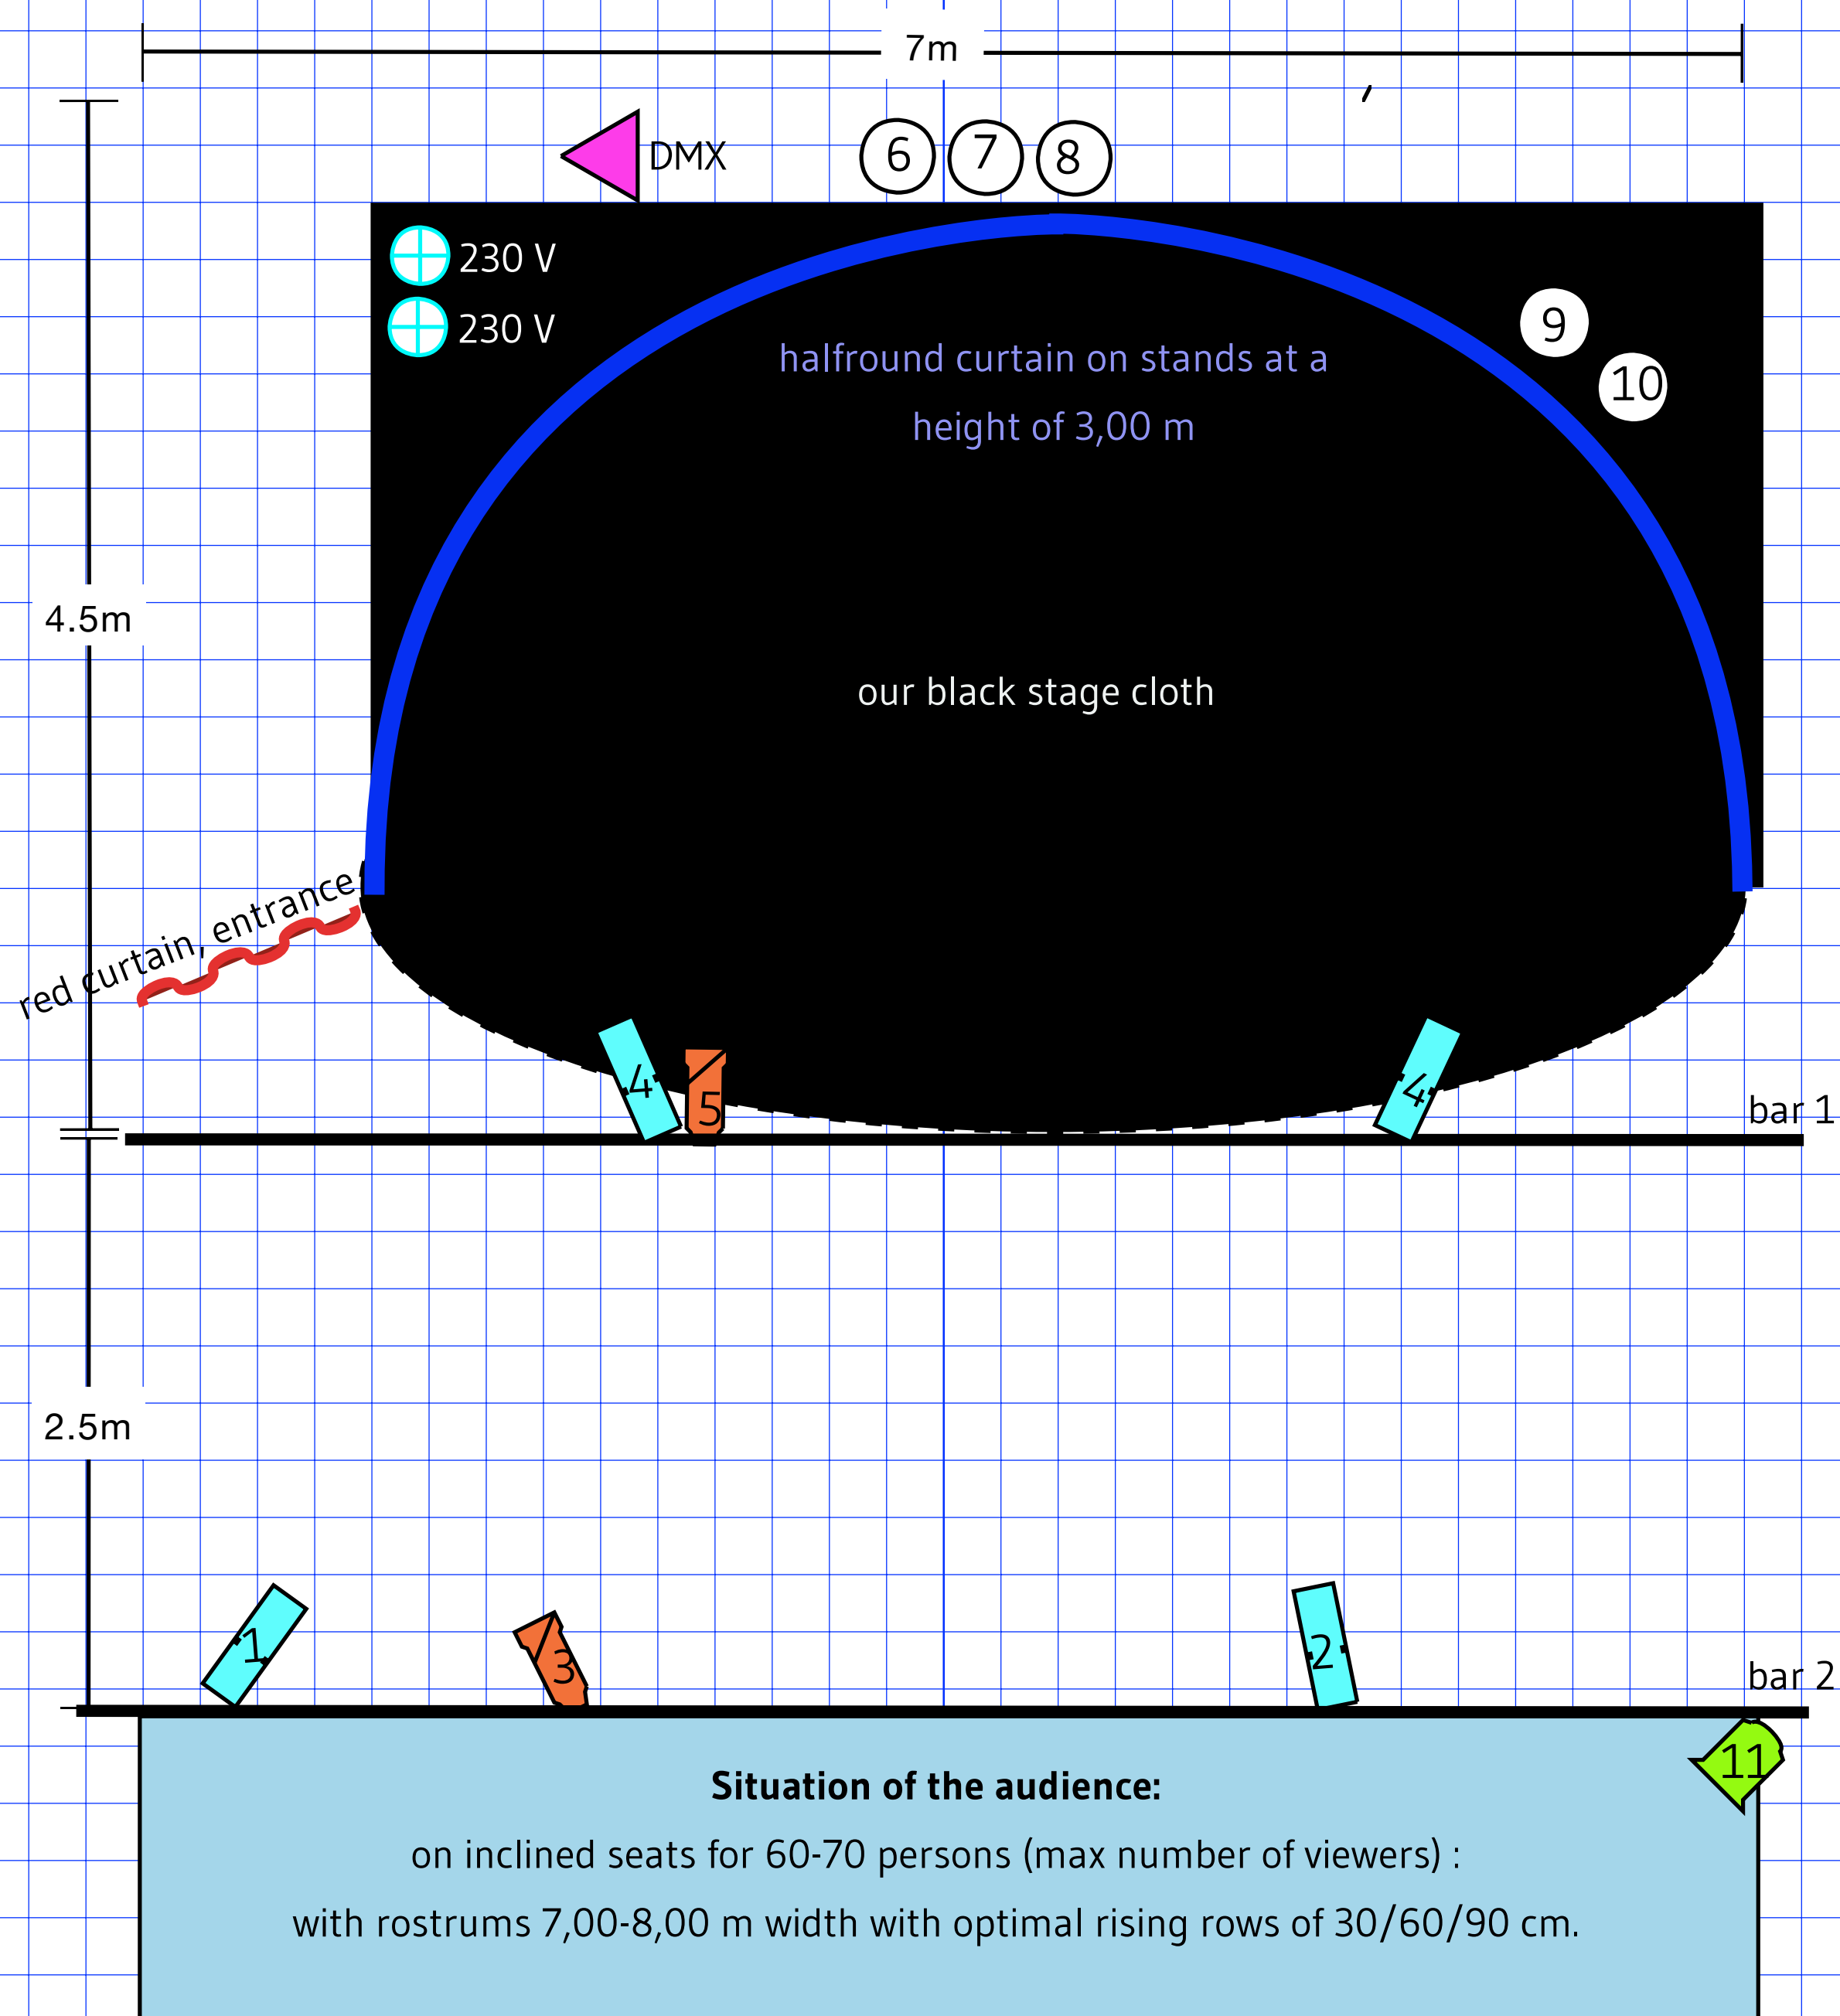 7m
DMX
6 7 8
230 V
230 V
9
10
halfround curtain on stands at a
height of 3,00 m
4.5m
our black stage cloth
red curtain, entrance
4
5
4
bar 1
2.5m
1
3
2
bar 2
11
Situation of the audience:
on inclined seats for 60-70 persons (max number of viewers) :
with rostrums 7,00-8,00 m width with optimal rising rows of 30/60/90 cm.